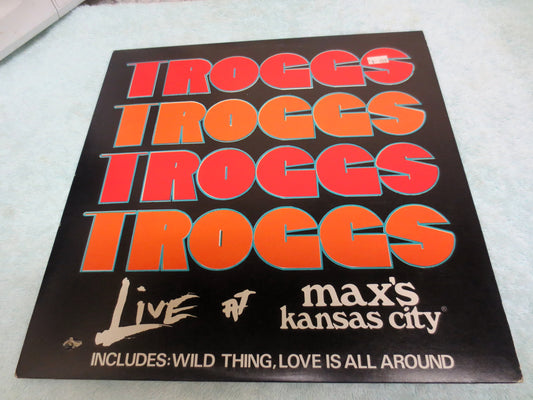 TROGGS
TROGGS
TROGGS
TROGGS
LIVE AT max's kansas city®
INCLUDES: WILD THING, LOVE IS ALL AROUND